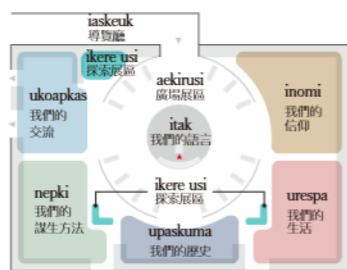 iaskeuk
導覽廳
ikere usi
探索展區
ukoapkas
我們的
交流
aekirusi
廣場展區
inomi
我們的
信仰
itak
我們的語言
nepki
我們的
謀生方法
ikere usi
探索展區
urespa
我們的
生活
upaskuma
我們的歷史